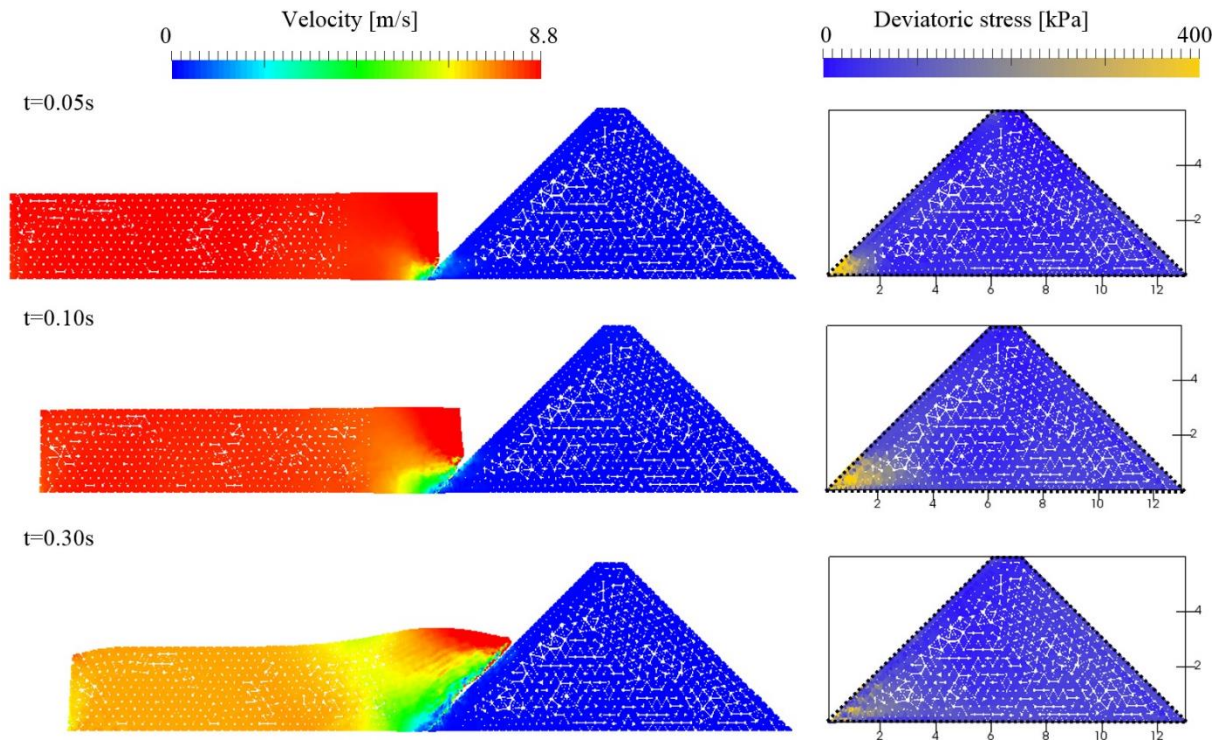 Velocity [m/s]
0 8.8
Deviatoric stress [kPa]
0 400
t=0.05s
4
2
2 4 6 8 10 12
t=0.10s
4
2
2 4 6 8 10 12
t=0.30s
4
2
2 4 6 8 10 12